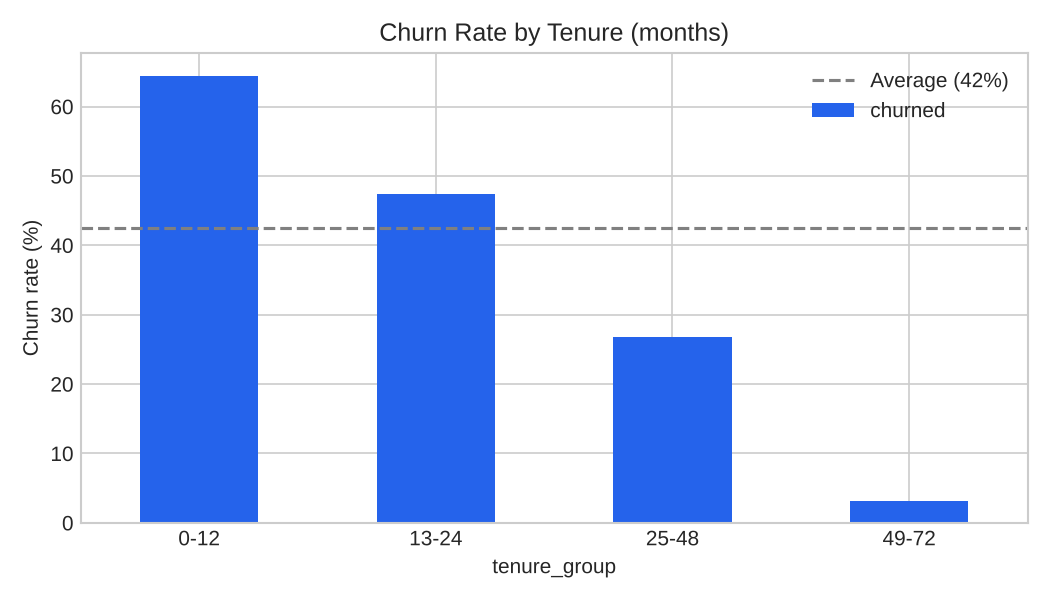 Churn Rate by Tenure (months)
Average (42%)
churned
Churn rate (%)
60
50
40
30
20
10
0
0-12
13-24
25-48
49-72
tenure_group